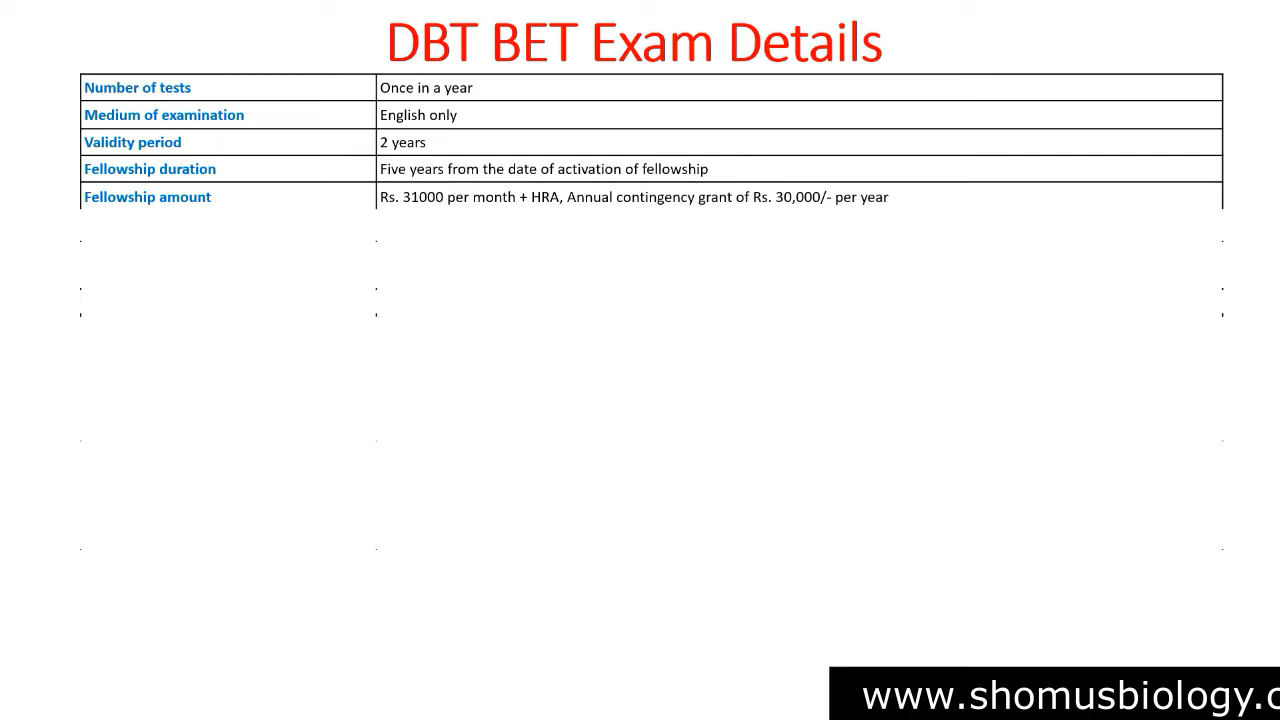 DBT BET Exam Details
Number of tests Once in a year
Medium of examination English only
Validity period 2 years
Fellowship duration Five years from the date of activation of fellowship
Fellowship amount Rs. 31000 per month + HRA, Annual contingency grant of Rs. 30,000/- per year
www.shomusbiology.c